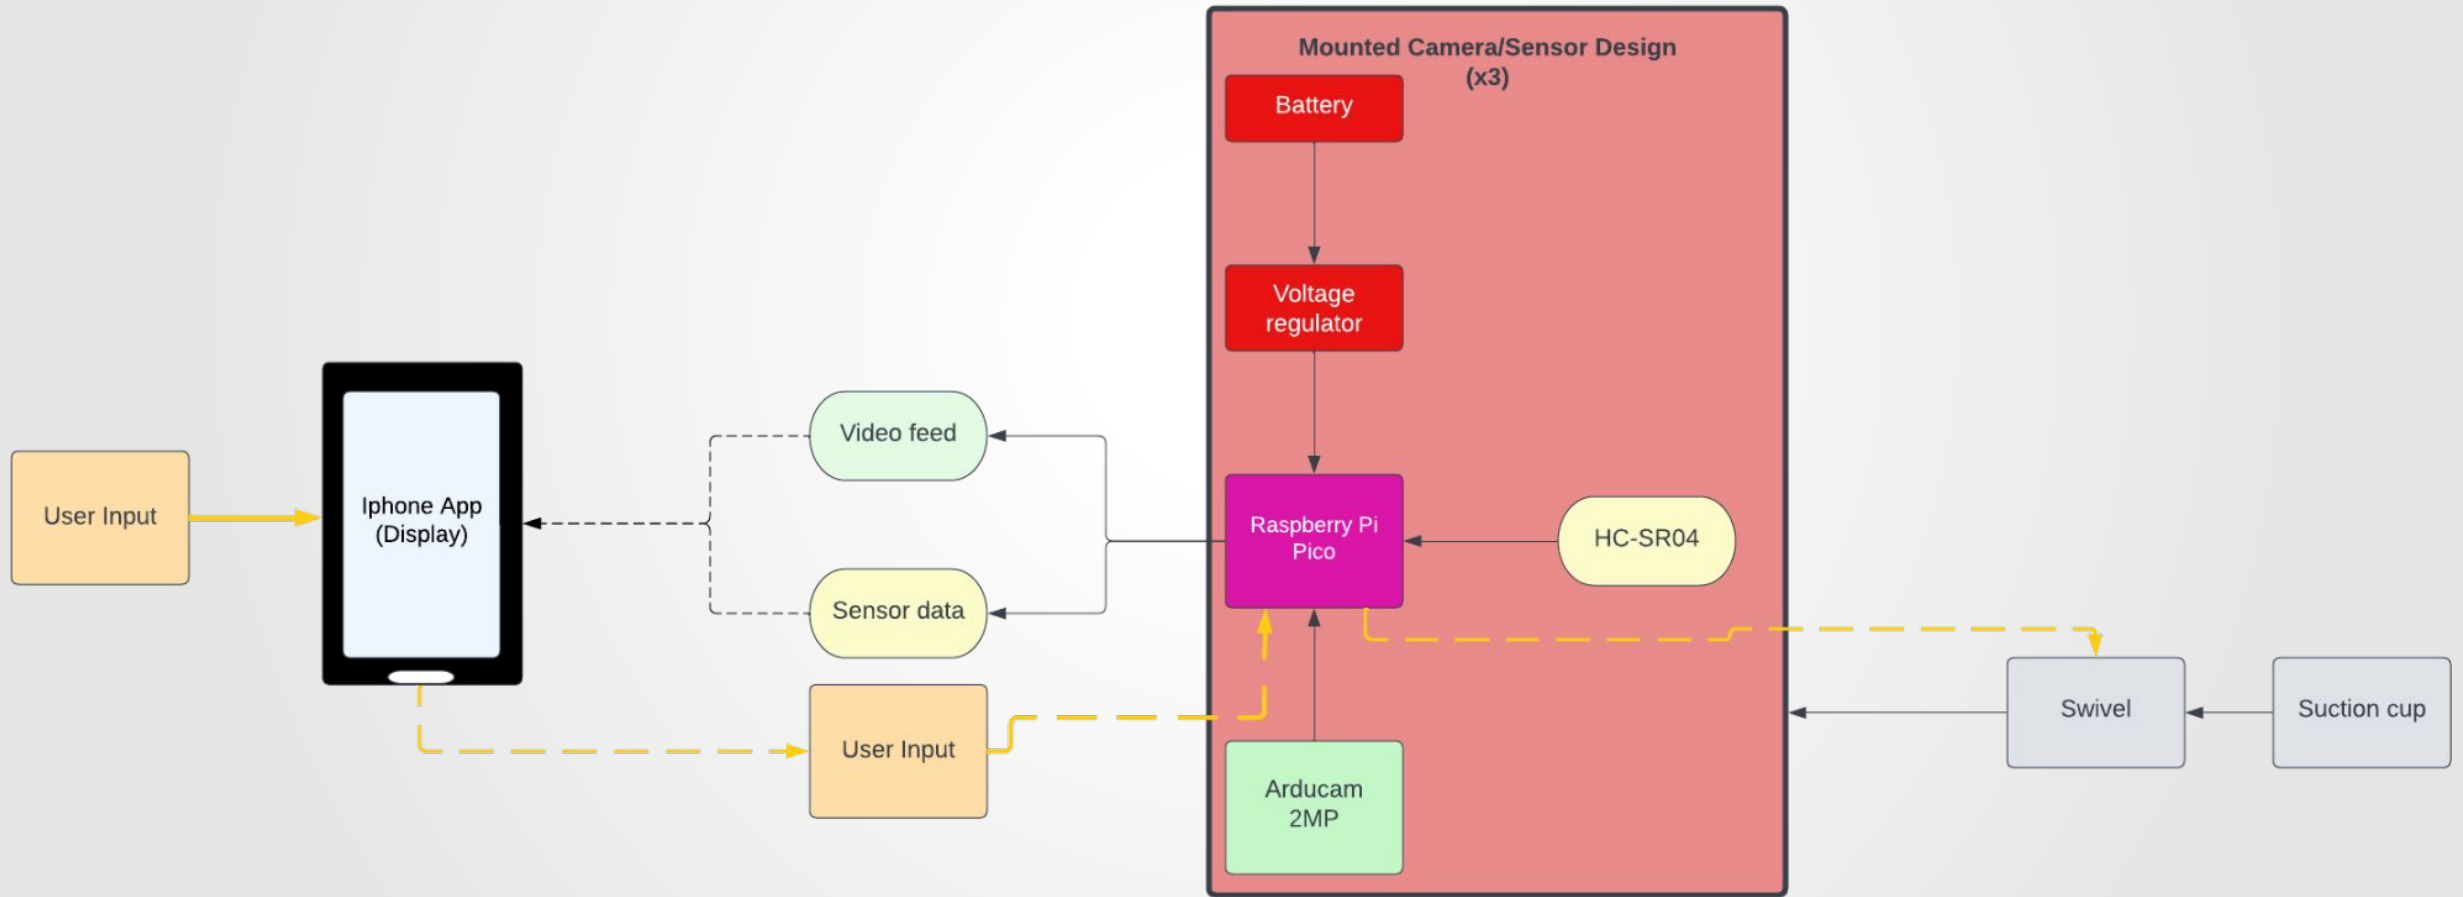 Mounted Camera/Sensor Design
(x3)
Battery
Voltage
regulator
Video feed
Iphone App
(Display)
User Input
Raspberry Pi
Pico
HC-SR04
Sensor data
User Input
Swivel
Suction cup
Arducam
2MP